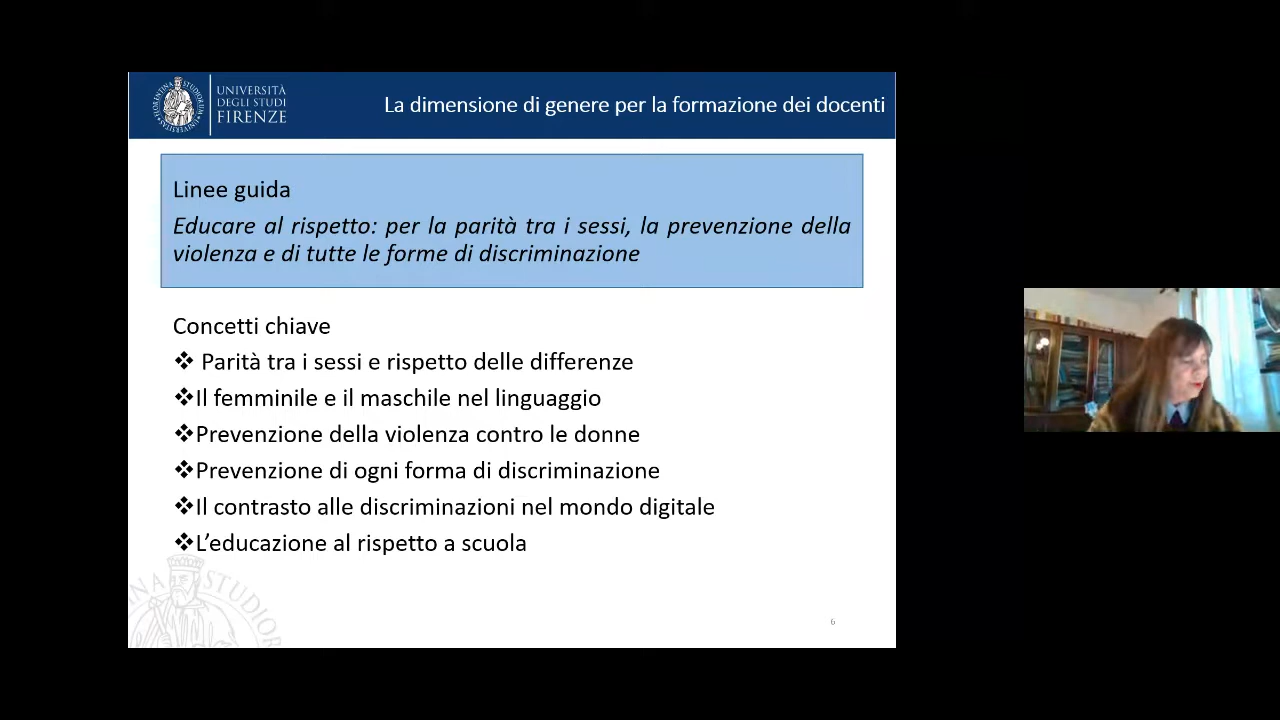 UNIVERSITÀ
DEGLI STUDI
FIRENZE
La dimensione di genere per la formazione dei docenti
Linee guida
Educare al rispetto: per la parità tra i sessi, la prevenzione della
violenza e di tutte le forme di discriminazione
Concetti chiave
❖ Parità tra i sessi e rispetto delle differenze
❖Il femminile e il maschile nel linguaggio
❖Prevenzione della violenza contro le donne
❖Prevenzione di ogni forma di discriminazione
❖Il contrasto alle discriminazioni nel mondo digitale
❖L’educazione al rispetto a scuola
6